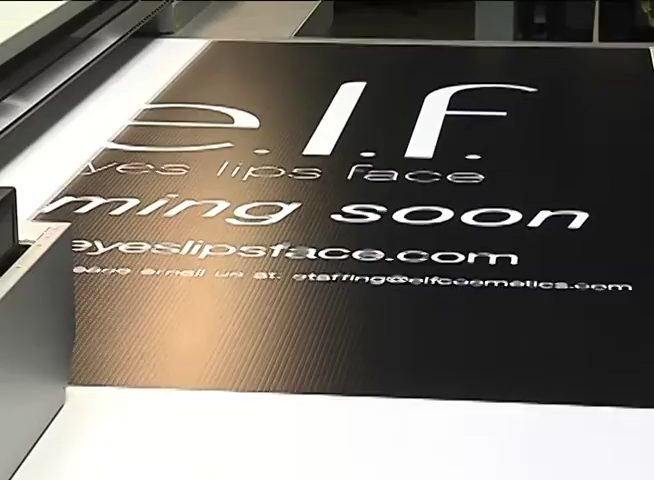 e.l.f.
eyes lips face
ming soon
eyeslipsface.com
email us at: staffing@elfcosmetics.com